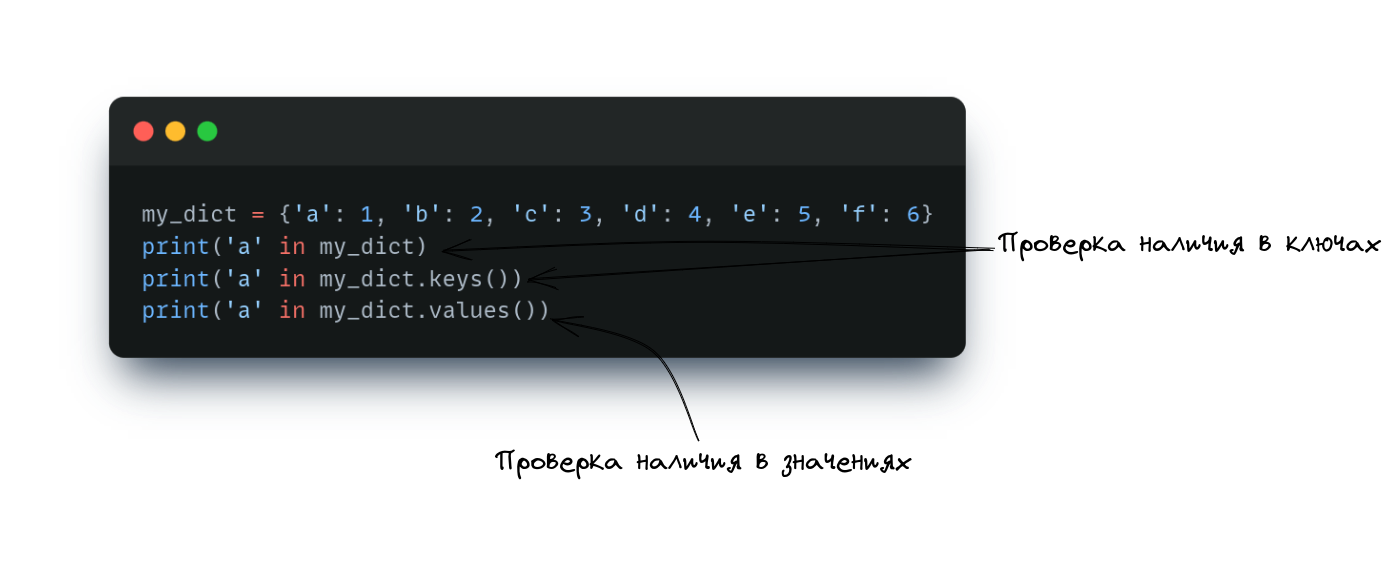 my_dict = {'a': 1, 'b': 2, 'c': 3, 'd': 4, 'e': 5, 'f': 6}
print('a' in my_dict)
Проверка наличия в ключах
print('a' in my_dict.keys())
print('a' in my_dict.values())
Проверка наличия в значениях